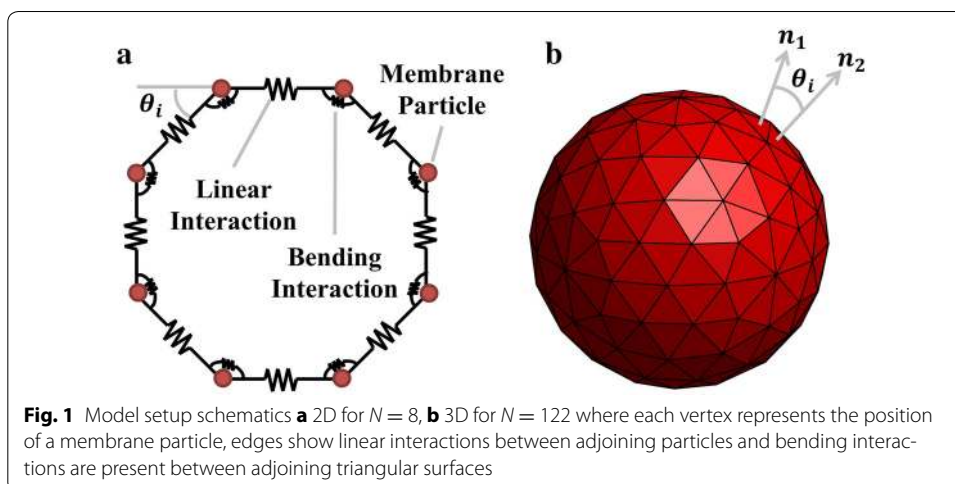 a
b
n₁
n₂
θᵢ
θᵢ
Membrane
Particle
Linear
Interaction
Bending
Interaction
Fig. 1 Model setup schematics a 2D for N = 8, b 3D for N = 122 where each vertex represents the position
of a membrane particle, edges show linear interactions between adjoining particles and bending interac-
tions are present between adjoining triangular surfaces